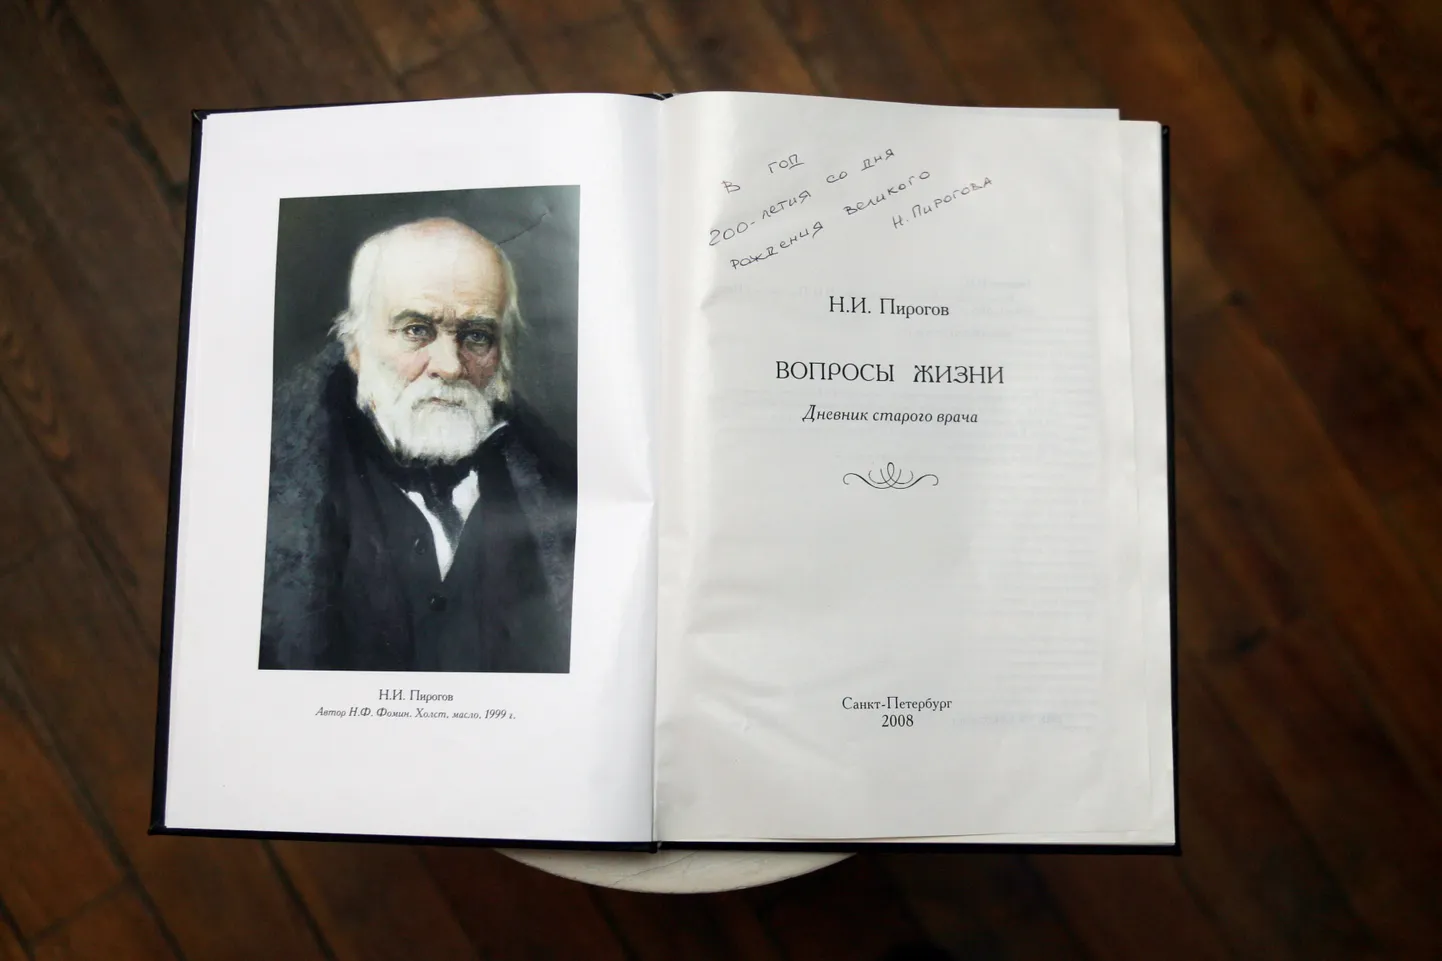 Н.И. Пирогов
Автор Н.Ф. Фомин. Холст, масло, 1999 г.
В год
200-летия со дня
рождения великого
Н. Пирогова
Н.И. Пирогов
ВОПРОСЫ ЖИЗНИ
Дневник старого врача
Санкт-Петербург
2008